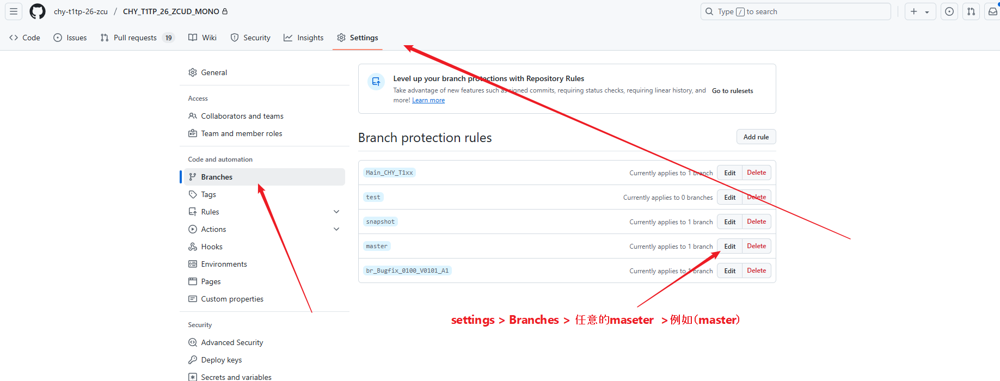 chy-t1tp-26-zcu / CHY_T1TP_26_ZCUD_MONO
Type / to search
Code Issues Pull requests 19 Wiki Security Insights Settings
General
Access
Collaborators and teams
Team and member roles
Code and automation
Branches
Tags
Rules
Actions
Hooks
Environments
Pages
Custom properties
Security
Advanced Security
Deploy keys
Secrets and variables
Level up your branch protections with Repository Rules
Take advantage of new features such as signed commits, requiring status checks, requiring linear history, and
more! Learn more
Go to rulesets
Branch protection rules
Add rule
Main_CHY_T1xx Currently applies to 1 branch Edit Delete
test Currently applies to 0 branches Edit Delete
snapshot Currently applies to 1 branch Edit Delete
master Currently applies to 1 branch Edit Delete
br_Bugfix_0100_V0101_A1 Currently applies to 1 branch Edit Delete
settings > Branches > 任意的maseter >例如(master)